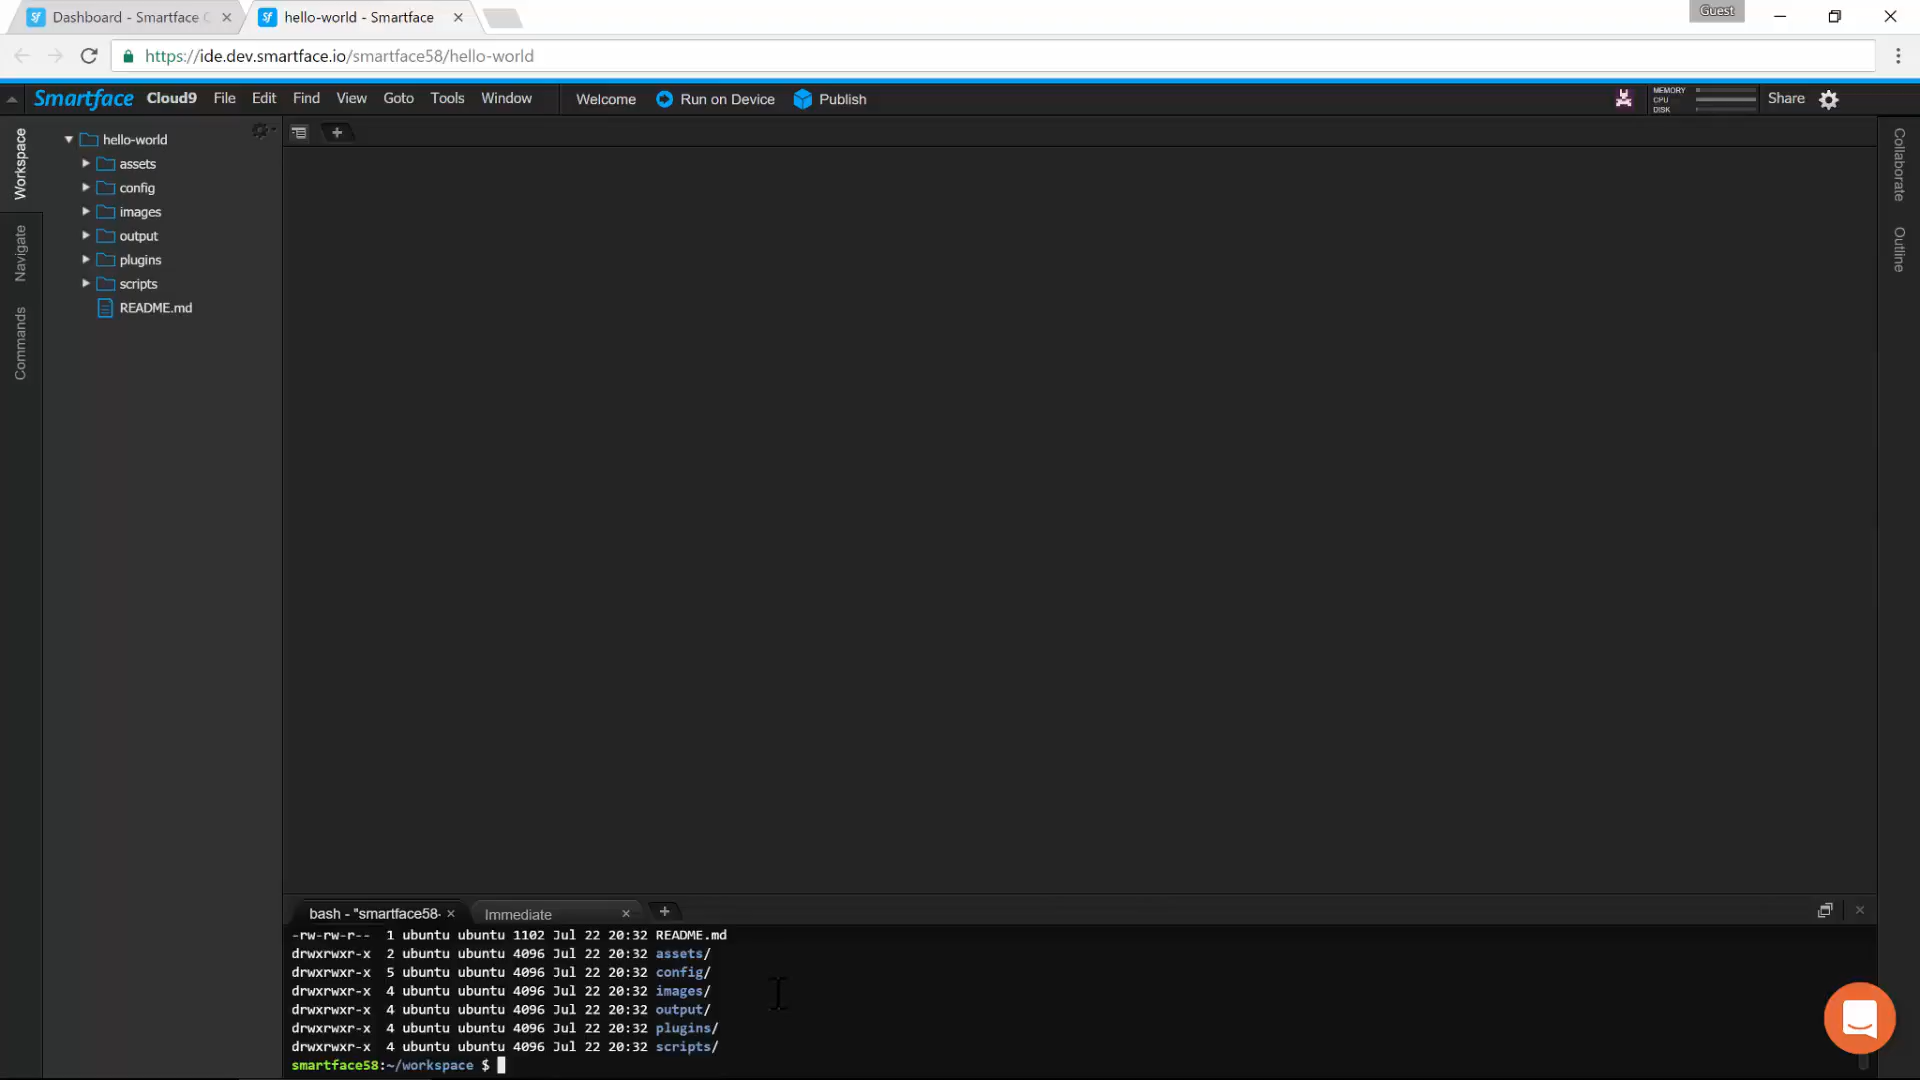 Dashboard - Smartface C
hello-world - Smartface
Guest
https://ide.dev.smartface.io/smartface58/hello-world
Smartface Cloud9 File Edit Find View Goto Tools Window Welcome Run on Device Publish
MEMORY
CPU
DISK
Share
Workspace
Navigate
Commands
hello-world
assets
config
images
output
plugins
scripts
README.md
Collaborate
Outline
bash - "smartface58-
Immediate
-rw-rw-r-- 1 ubuntu ubuntu 1102 Jul 22 20:32 README.md
drwxrwxr-x 2 ubuntu ubuntu 4096 Jul 22 20:32 assets/
drwxrwxr-x 5 ubuntu ubuntu 4096 Jul 22 20:32 config/
drwxrwxr-x 4 ubuntu ubuntu 4096 Jul 22 20:32 images/
drwxrwxr-x 4 ubuntu ubuntu 4096 Jul 22 20:32 output/
drwxrwxr-x 4 ubuntu ubuntu 4096 Jul 22 20:32 plugins/
drwxrwxr-x 4 ubuntu ubuntu 4096 Jul 22 20:32 scripts/
smartface58:~/workspace $